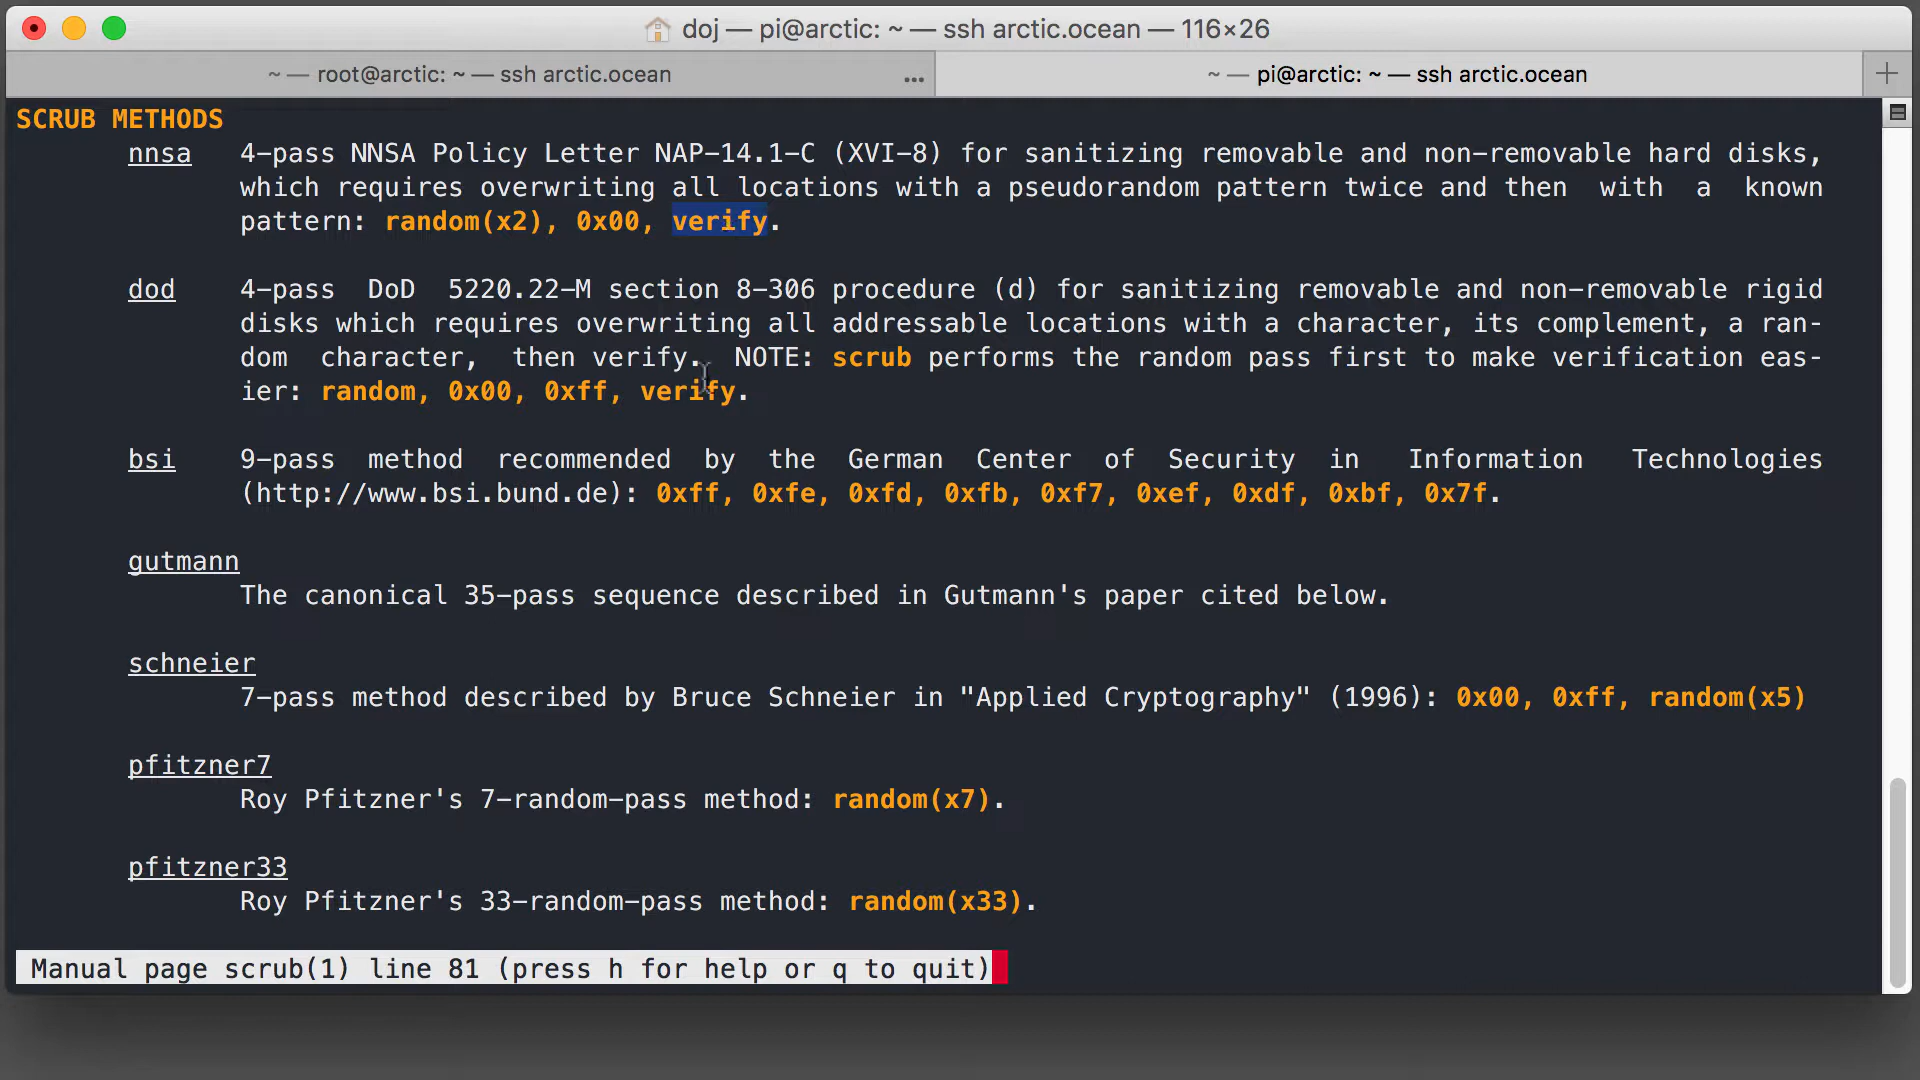 doj — pi@arctic: ~ — ssh arctic.ocean — 116×26
~ — root@arctic: ~ — ssh arctic.ocean ... ~ — pi@arctic: ~ — ssh arctic.ocean +
SCRUB METHODS
nnsa 4-pass NNSA Policy Letter NAP-14.1-C (XVI-8) for sanitizing removable and non-removable hard disks,
which requires overwriting all locations with a pseudorandom pattern twice and then with a known
pattern: random(x2), 0x00, verify.
dod 4-pass DoD 5220.22-M section 8-306 procedure (d) for sanitizing removable and non-removable rigid
disks which requires overwriting all addressable locations with a character, its complement, a ran-
dom character, then verify. NOTE: scrub performs the random pass first to make verification eas-
ier: random, 0x00, 0xff, verify.
bsi 9-pass method recommended by the German Center of Security in Information Technologies
(http://www.bsi.bund.de): 0xff, 0xfe, 0xfd, 0xfb, 0xf7, 0xef, 0xdf, 0xbf, 0x7f.
gutmann
The canonical 35-pass sequence described in Gutmann's paper cited below.
schneier
7-pass method described by Bruce Schneier in "Applied Cryptography" (1996): 0x00, 0xff, random(x5)
pfitzner7
Roy Pfitzner's 7-random-pass method: random(x7).
pfitzner33
Roy Pfitzner's 33-random-pass method: random(x33).
Manual page scrub(1) line 81 (press h for help or q to quit)